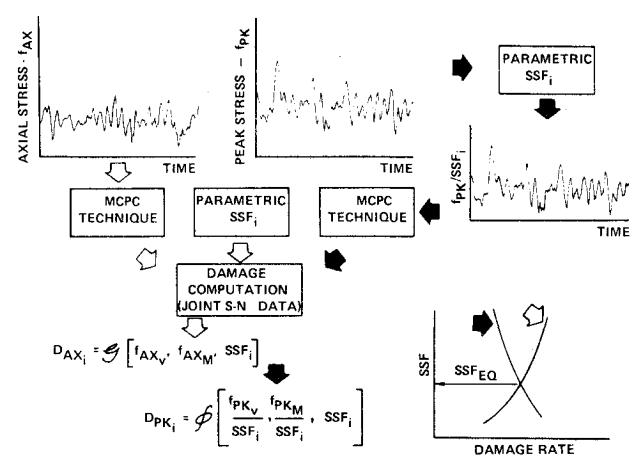 AXIAL STRESS - fAX
TIME
PEAK STRESS - fPK
TIME
PARAMETRIC
SSFi
fPK/SSFi
TIME
MCPC
TECHNIQUE
PARAMETRIC
SSFi
MCPC
TECHNIQUE
DAMAGE
COMPUTATION
(JOINT S-N DATA)
DAXi = 𝒈 [fAXv, fAXM, SSFi]
DPKi = ϕ [fPKv/SSFi, fPKM/SSFi, SSFi]
SSF
SSFEQ
DAMAGE RATE